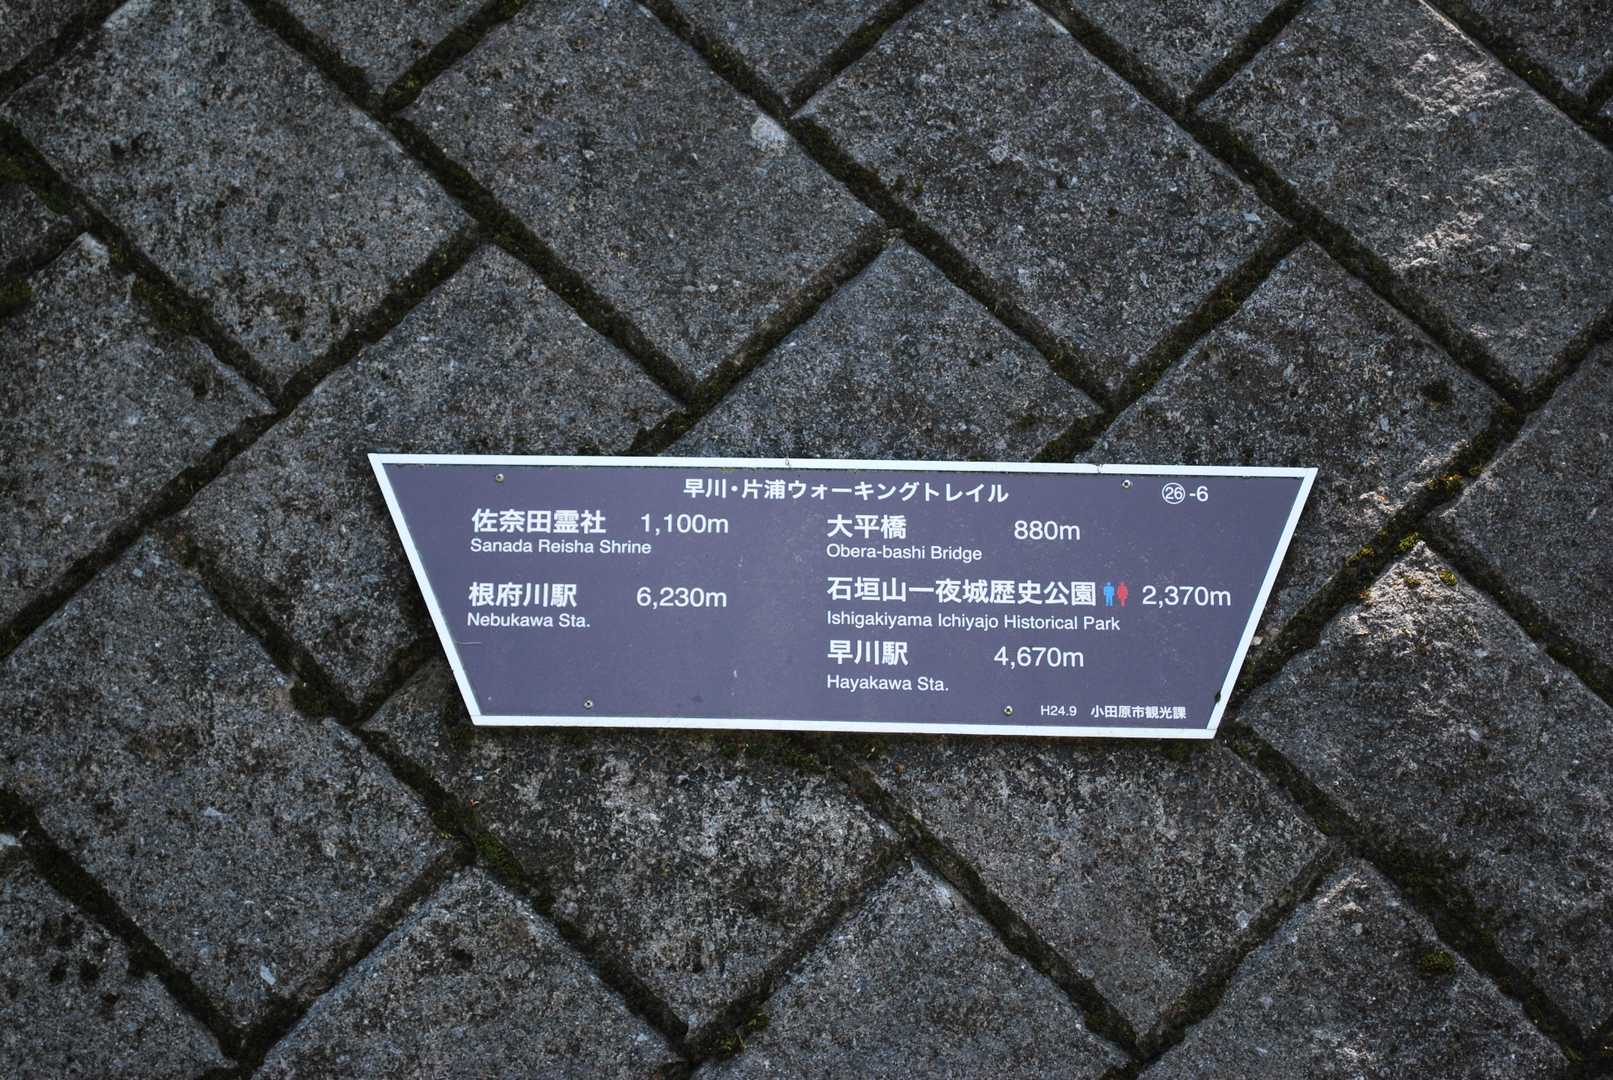 早川・片浦ウォーキングトレイル ㉖-6
佐奈田霊社 1,100m
Sanada Reisha Shrine
根府川駅 6,230m
Nebukawa Sta.
大平橋 880m
Obera-bashi Bridge
石垣山一夜城歴史公園 2,370m
Ishigakiyama Ichiyajo Historical Park
早川駅 4,670m
Hayakawa Sta.
H24.9 小田原市観光課